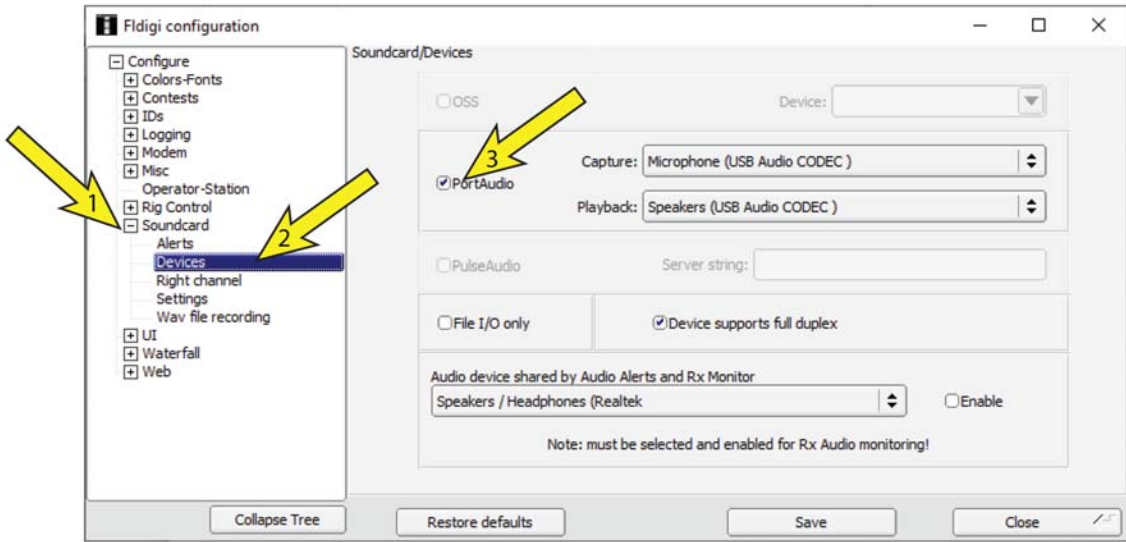 Fldigi configuration
Configure
Colors-Fonts
Contests
IDs
Logging
Modem
Misc
Operator-Station
Rig Control
Soundcard
Alerts
Devices
Right channel
Settings
Wav file recording
UI
Waterfall
Web
Collapse Tree
1
2
3
Soundcard/Devices
OSS Device:
PortAudio
Capture: Microphone (USB Audio CODEC )
Playback: Speakers (USB Audio CODEC )
PulseAudio Server string:
File I/O only Device supports full duplex
Audio device shared by Audio Alerts and Rx Monitor
Speakers / Headphones (Realtek Enable
Note: must be selected and enabled for Rx Audio monitoring!
Restore defaults Save Close